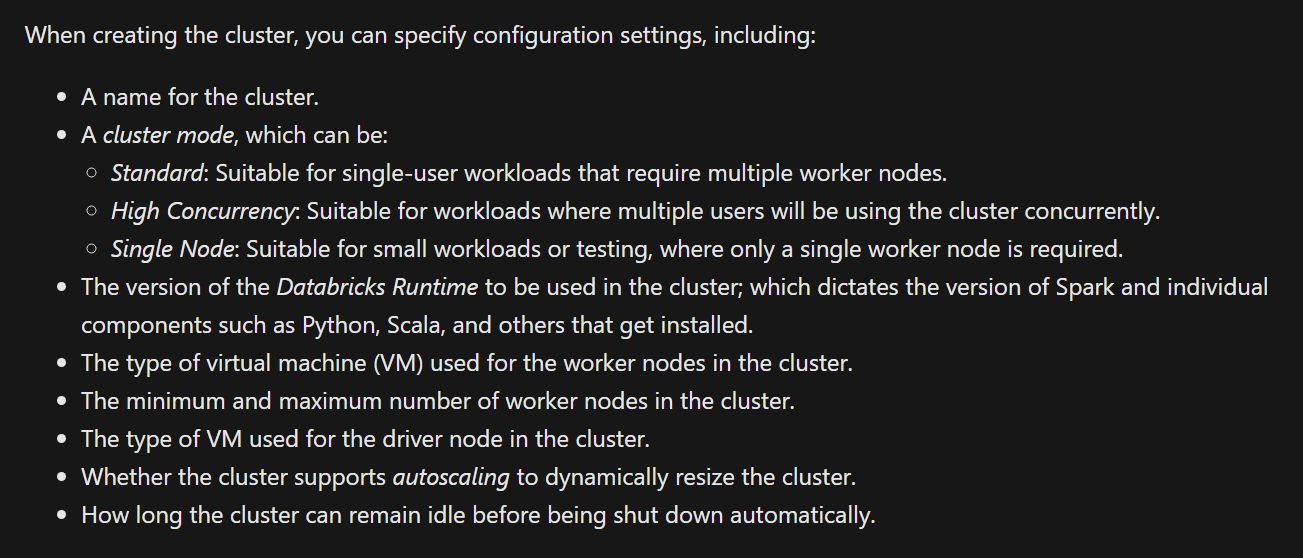 When creating the cluster, you can specify configuration settings, including:
• A name for the cluster.
• A cluster mode, which can be:
○ Standard: Suitable for single-user workloads that require multiple worker nodes.
○ High Concurrency: Suitable for workloads where multiple users will be using the cluster concurrently.
○ Single Node: Suitable for small workloads or testing, where only a single worker node is required.
• The version of the Databricks Runtime to be used in the cluster; which dictates the version of Spark and individual
components such as Python, Scala, and others that get installed.
• The type of virtual machine (VM) used for the worker nodes in the cluster.
• The minimum and maximum number of worker nodes in the cluster.
• The type of VM used for the driver node in the cluster.
• Whether the cluster supports autoscaling to dynamically resize the cluster.
• How long the cluster can remain idle before being shut down automatically.